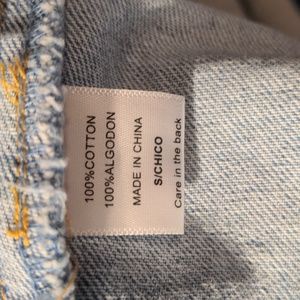 100%COTTON
100%ALGODON
MADE IN CHINA
S/CHICO
Care in the back